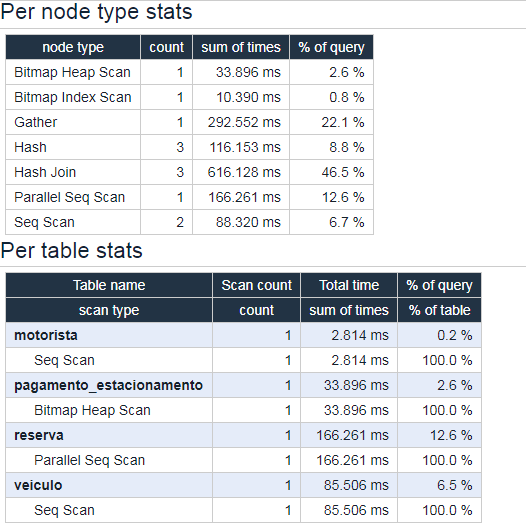 Per node type stats
node type count sum of times % of query
Bitmap Heap Scan 1 33.896 ms 2.6 %
Bitmap Index Scan 1 10.390 ms 0.8 %
Gather 1 292.552 ms 22.1 %
Hash 3 116.153 ms 8.8 %
Hash Join 3 616.128 ms 46.5 %
Parallel Seq Scan 1 166.261 ms 12.6 %
Seq Scan 2 88.320 ms 6.7 %
Per table stats
Table name Scan count Total time % of query
scan type count sum of times % of table
motorista 1 2.814 ms 0.2 %
Seq Scan 1 2.814 ms 100.0 %
pagamento_estacionamento 1 33.896 ms 2.6 %
Bitmap Heap Scan 1 33.896 ms 100.0 %
reserva 1 166.261 ms 12.6 %
Parallel Seq Scan 1 166.261 ms 100.0 %
veiculo 1 85.506 ms 6.5 %
Seq Scan 1 85.506 ms 100.0 %